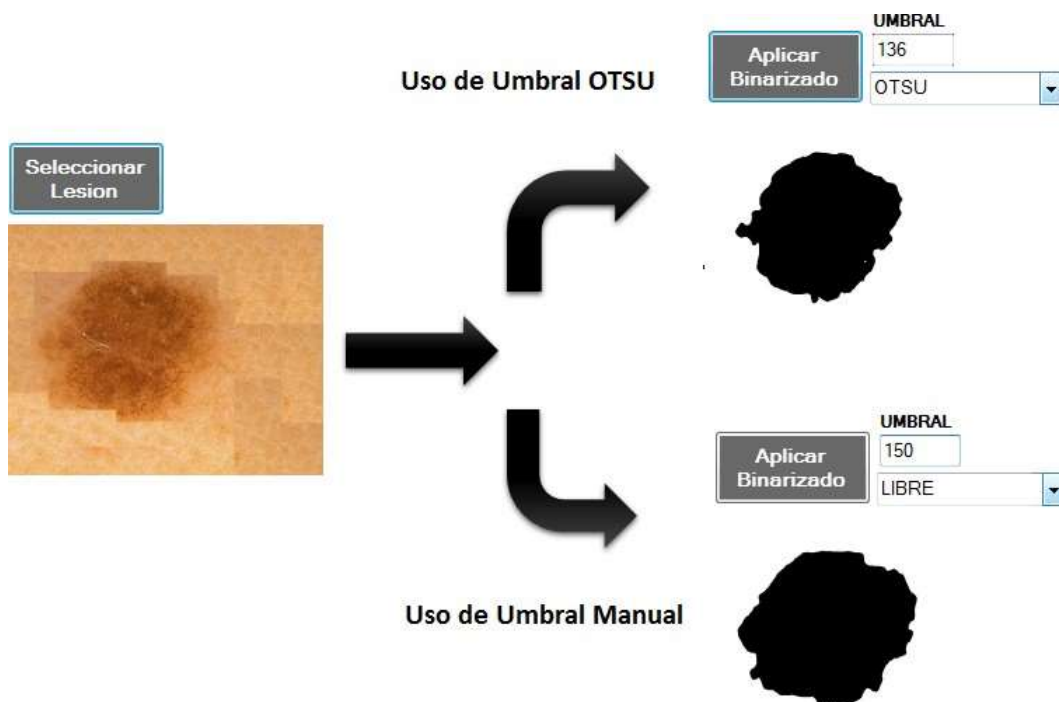 UMBRAL
Aplicar
Binarizado
136
Uso de Umbral OTSU
OTSU
Seleccionar
Lesion
UMBRAL
Aplicar
Binarizado
150
LIBRE
Uso de Umbral Manual